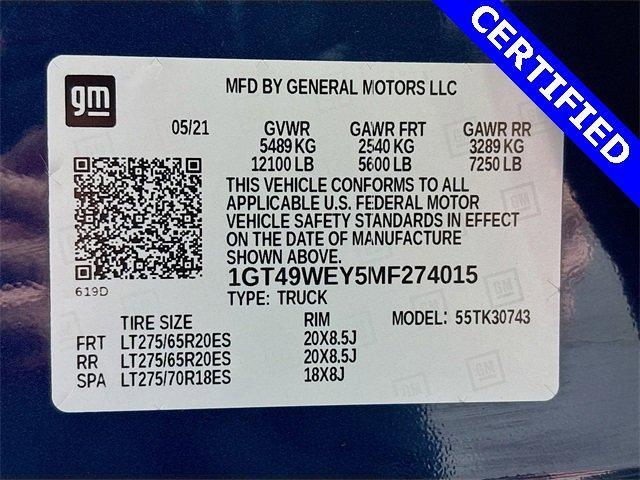 CERTIFIED
gm
MFD BY GENERAL MOTORS LLC
05/21 GVWR GAWR FRT GAWR RR
5489 KG 2540 KG 3289 KG
12100 LB 5600 LB 7250 LB
THIS VEHICLE CONFORMS TO ALL
APPLICABLE U.S. FEDERAL MOTOR
VEHICLE SAFETY STANDARDS IN EFFECT
ON THE DATE OF MANUFACTURE
SHOWN ABOVE.
619D
1GT49WEY5MF274015
TYPE: TRUCK
TIRE SIZE RIM MODEL: 55TK30743
FRT LT275/65R20ES 20X8.5J
RR LT275/65R20ES 20X8.5J
SPA LT275/70R18ES 18X8J